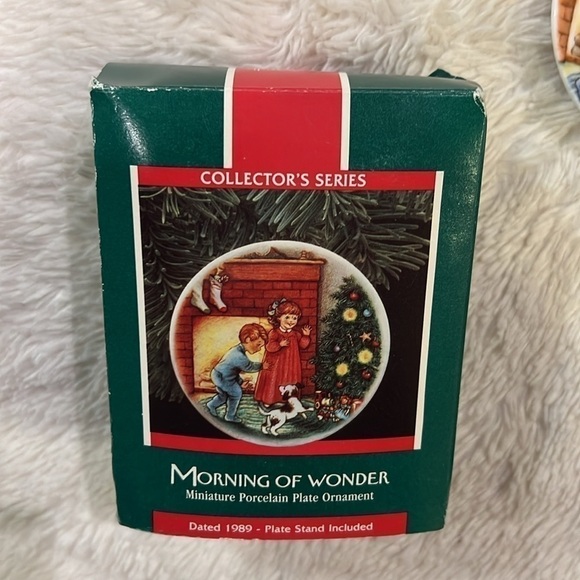 COLLECTOR'S SERIES
MORNING OF WONDER
Miniature Porcelain Plate Ornament
Dated 1989 - Plate Stand Included